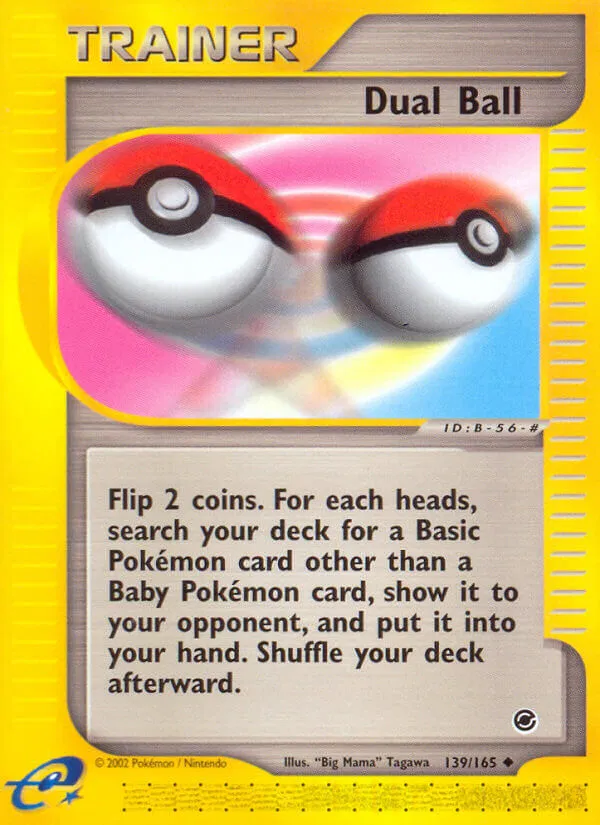 TRAINER
Dual Ball
ID:B-56-#
Flip 2 coins. For each heads,
search your deck for a Basic
Pokémon card other than a
Baby Pokémon card, show it to
your opponent, and put it into
your hand. Shuffle your deck
afterward.
© 2002 Pokémon / Nintendo
Illus. "Big Mama" Tagawa 139/165 ◆
e